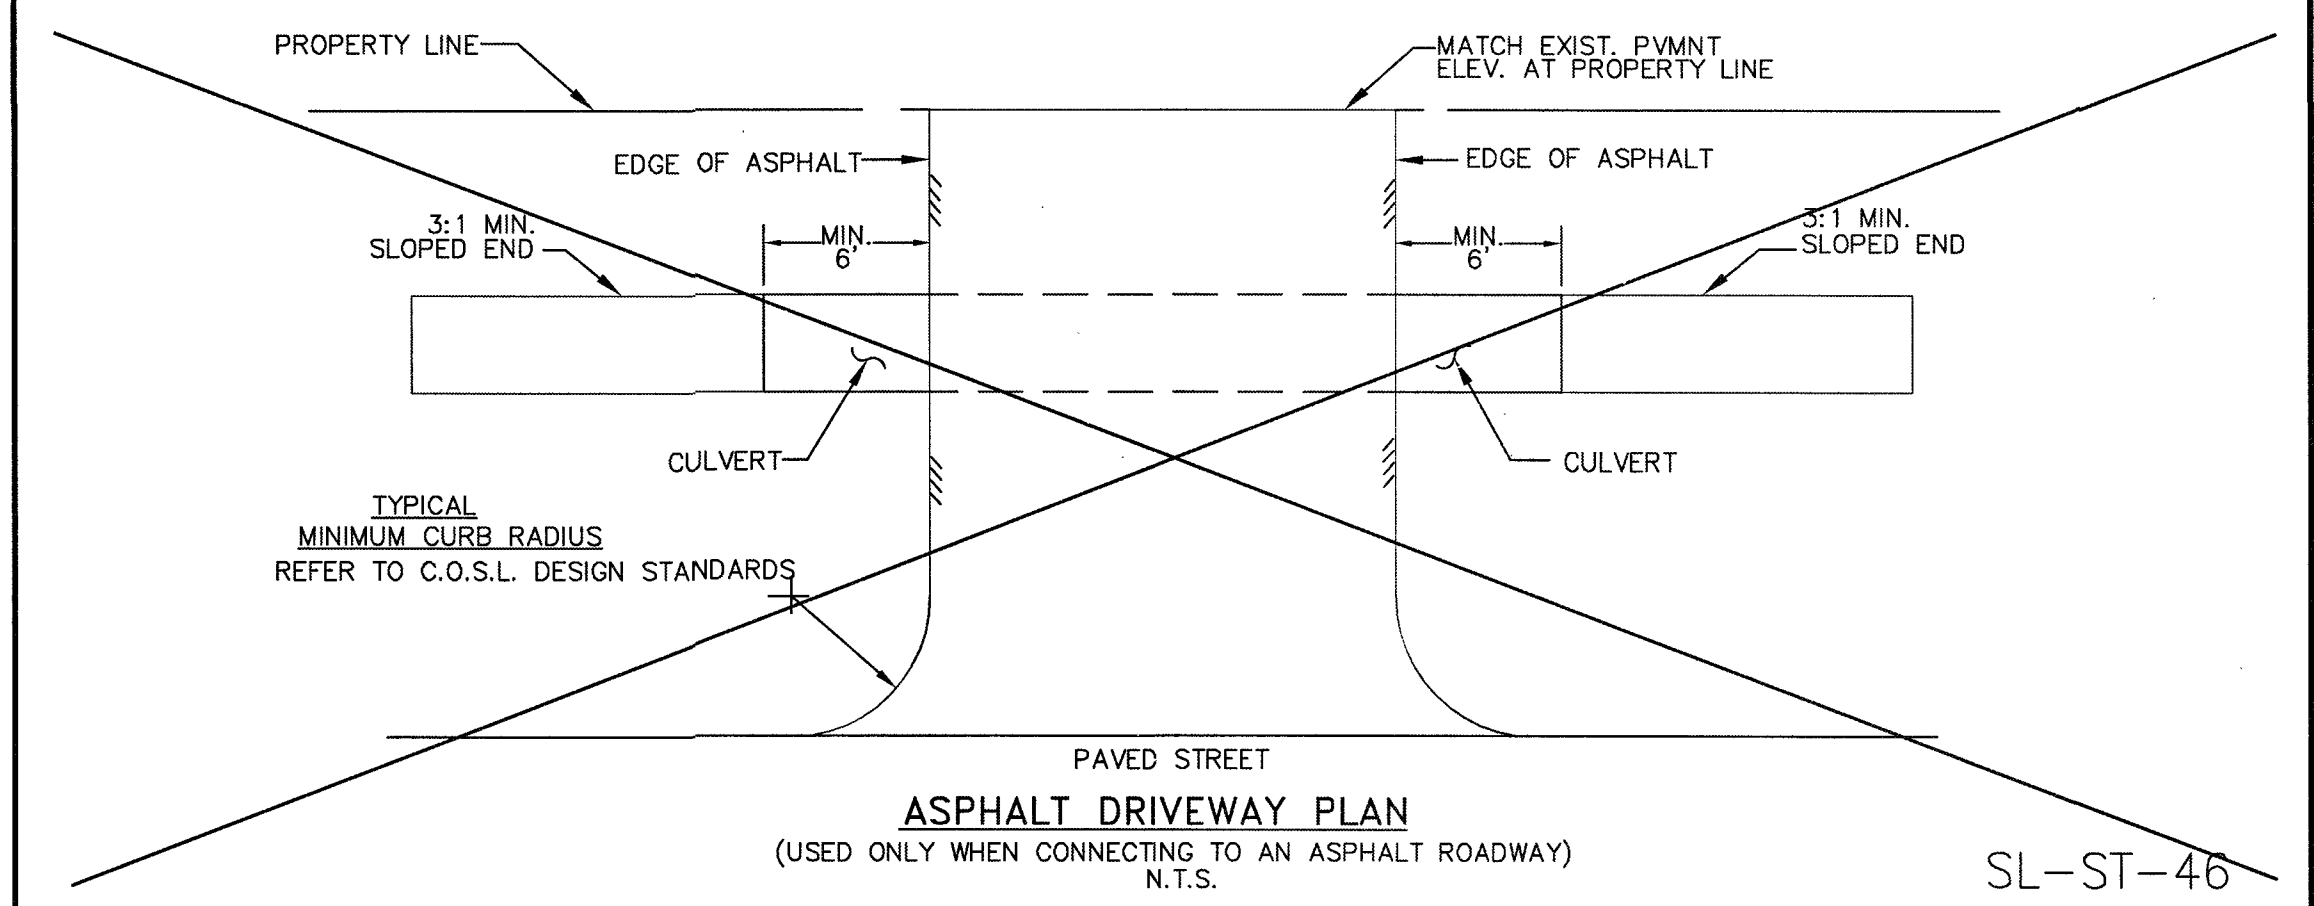 PROPERTY LINE
MATCH EXIST. PVMNT
ELEV. AT PROPERTY LINE
EDGE OF ASPHALT
EDGE OF ASPHALT
3:1 MIN.
SLOPED END
MIN.
6'
MIN.
6'
3:1 MIN.
SLOPED END
CULVERT
CULVERT
TYPICAL
MINIMUM CURB RADIUS
REFER TO C.O.S.L. DESIGN STANDARDS
PAVED STREET
ASPHALT DRIVEWAY PLAN
(USED ONLY WHEN CONNECTING TO AN ASPHALT ROADWAY)
N.T.S.
SL-ST-46